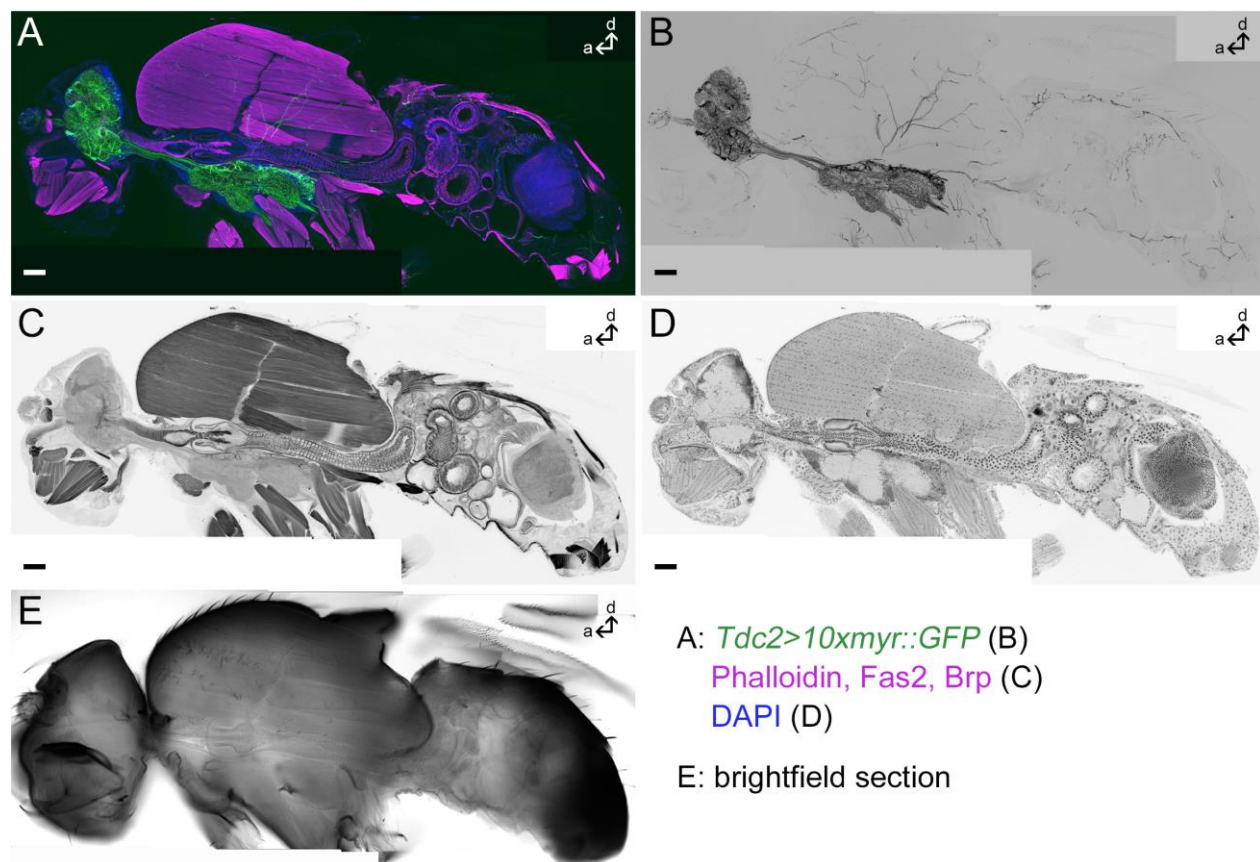 A
d
a
B
d
a
C
d
a
D
d
a
E
d
a
A: Tdc2>10xmyr::GFP (B)
Phalloidin, Fas2, Brp (C)
DAPI (D)
E: brightfield section